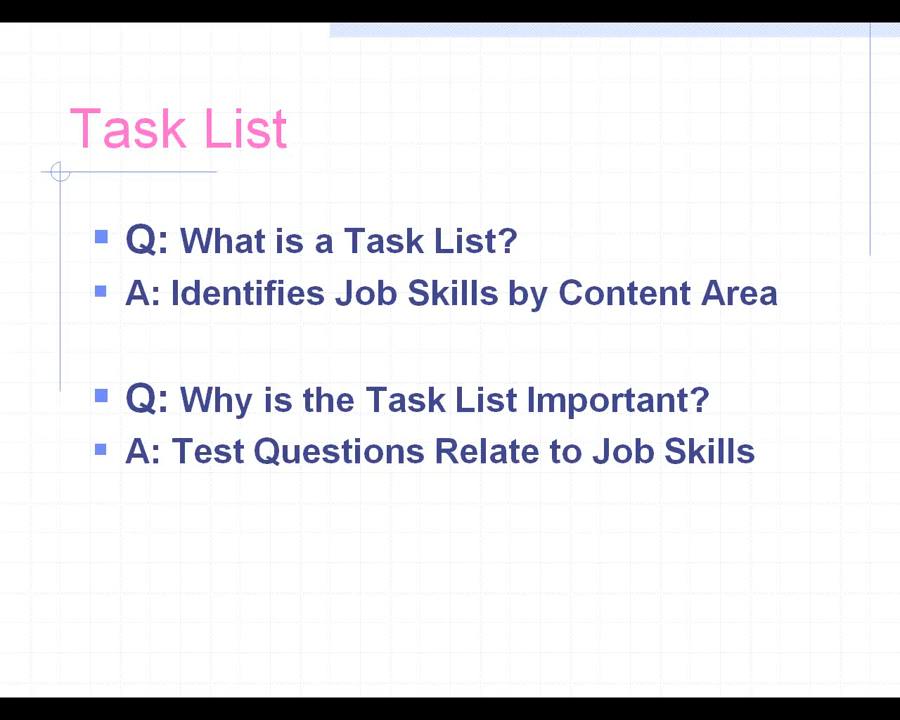 Task List
Q: What is a Task List?
A: Identifies Job Skills by Content Area
Q: Why is the Task List Important?
A: Test Questions Relate to Job Skills